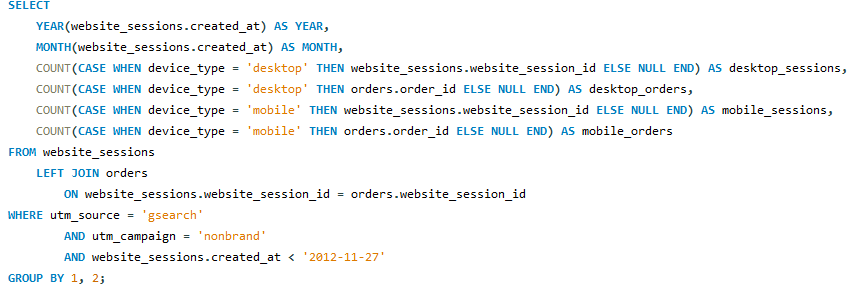 SELECT
YEAR(website_sessions.created_at) AS YEAR,
MONTH(website_sessions.created_at) AS MONTH,
COUNT(CASE WHEN device_type = 'desktop' THEN website_sessions.website_session_id ELSE NULL END) AS desktop_sessions,
COUNT(CASE WHEN device_type = 'desktop' THEN orders.order_id ELSE NULL END) AS desktop_orders,
COUNT(CASE WHEN device_type = 'mobile' THEN website_sessions.website_session_id ELSE NULL END) AS mobile_sessions,
COUNT(CASE WHEN device_type = 'mobile' THEN orders.order_id ELSE NULL END) AS mobile_orders
FROM website_sessions
LEFT JOIN orders
ON website_sessions.website_session_id = orders.website_session_id
WHERE utm_source = 'gsearch'
AND utm_campaign = 'nonbrand'
AND website_sessions.created_at < '2012-11-27'
GROUP BY 1, 2;